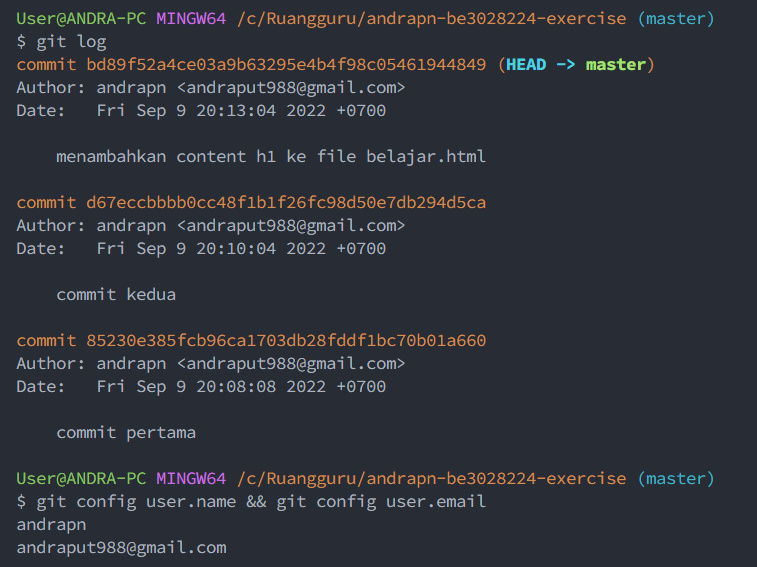 User@ANDRA-PC MINGW64 /c/Ruangguru/andrapn-be3028224-exercise (master)
$ git log
commit bd89f52a4ce03a9b63295e4b4f98c05461944849 (HEAD -> master)
Author: andrapn <andraput988@gmail.com>
Date:   Fri Sep 9 20:13:04 2022 +0700

    menambahkan content h1 ke file belajar.html

commit d67eccbbbb0cc48f1b1f26fc98d50e7db294d5ca
Author: andrapn <andraput988@gmail.com>
Date:   Fri Sep 9 20:10:04 2022 +0700

    commit kedua

commit 85230e385fcb96ca1703db28fddf1bc70b01a660
Author: andrapn <andraput988@gmail.com>
Date:   Fri Sep 9 20:08:08 2022 +0700

    commit pertama

User@ANDRA-PC MINGW64 /c/Ruangguru/andrapn-be3028224-exercise (master)
$ git config user.name && git config user.email
andrapn
andraput988@gmail.com